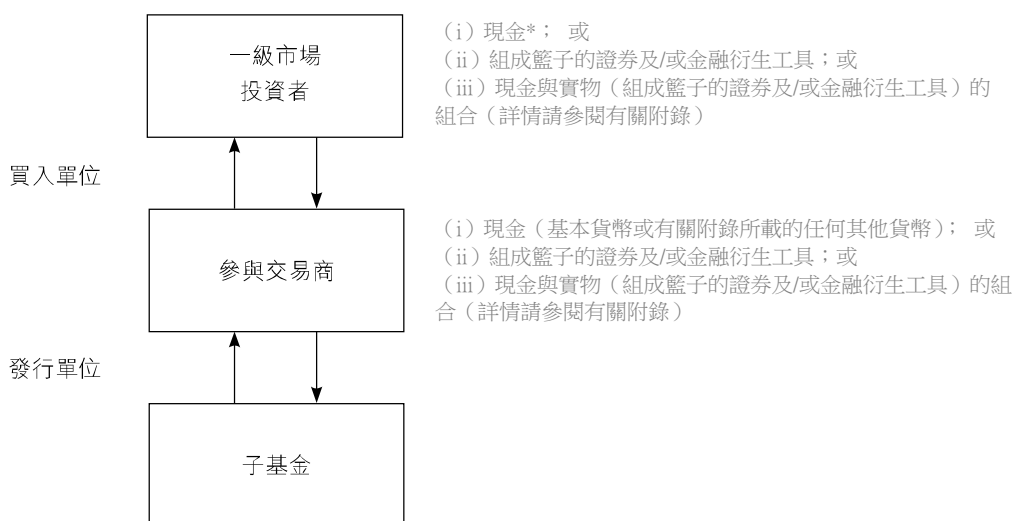 一級市場
投資者
（i）現金*； 或
（ii）組成籃子的證券及/或金融衍生工具；或
（iii）現金與實物（組成籃子的證券及/或金融衍生工具）的
組合（詳情請參閱有關附錄）
買入單位
參與交易商
（i）現金（基本貨幣或有關附錄所載的任何其他貨幣）； 或
（ii）組成籃子的證券及/或金融衍生工具；或
（iii）現金與實物（組成籃子的證券及/或金融衍生工具）的組
合（詳情請參閱有關附錄）
發行單位
子基金